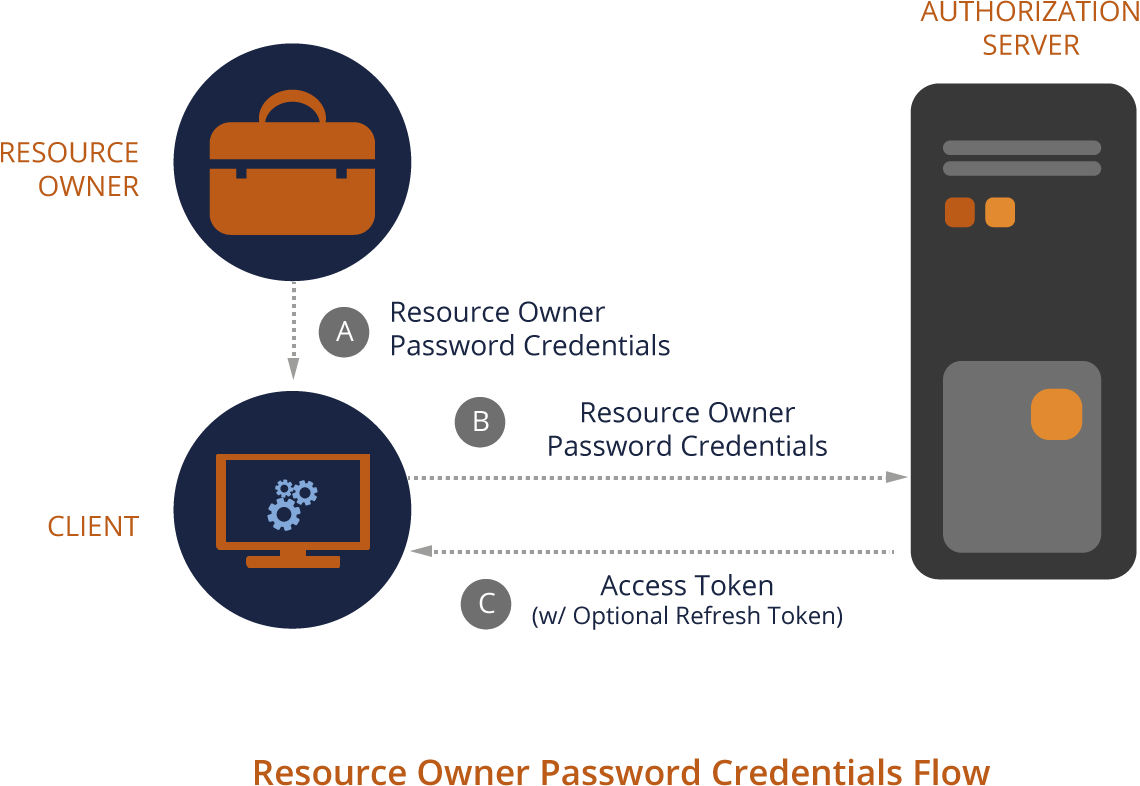 AUTHORIZATION
SERVER
RESOURCE
OWNER
A
Resource Owner
Password Credentials
B
Resource Owner
Password Credentials
CLIENT
C
Access Token
(w/ Optional Refresh Token)
Resource Owner Password Credentials Flow